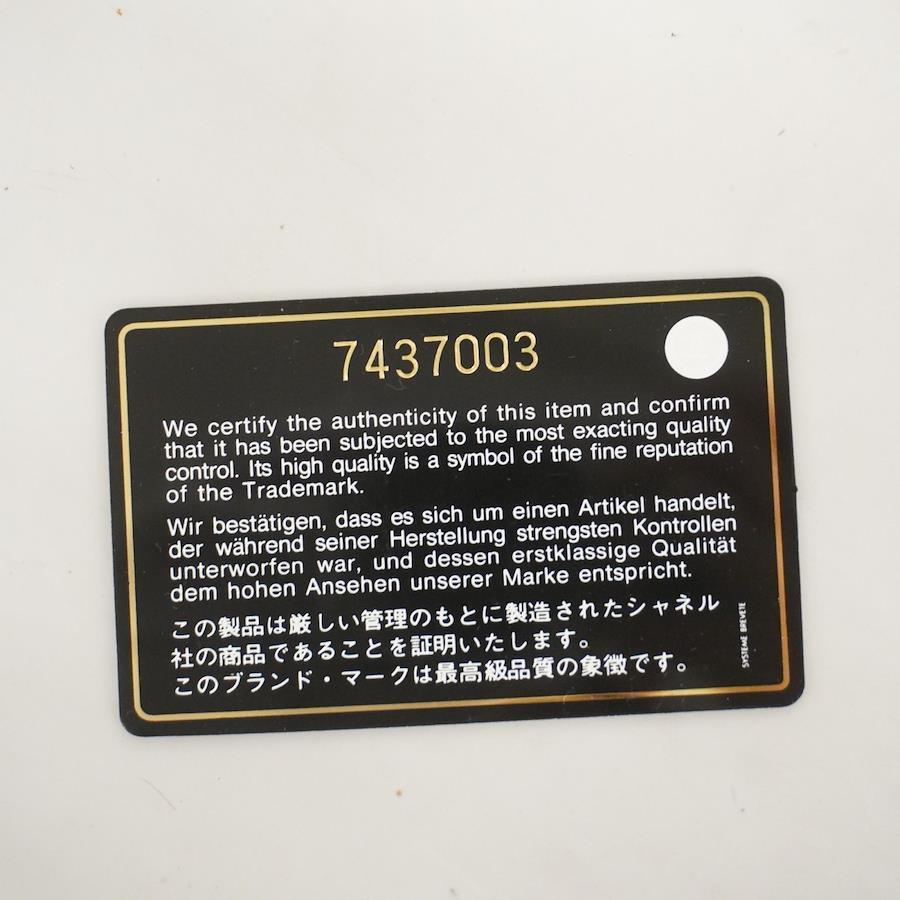 7437003
We certify the authenticity of this item and confirm
that it has been subjected to the most exacting quality
control. Its high quality is a symbol of the fine reputation
of the Trademark.
Wir bestätigen, dass es sich um einen Artikel handelt,
der während seiner Herstellung strengsten Kontrollen
unterworfen war, und dessen erstklassige Qualität
dem hohen Ansehen unserer Marke entspricht.
この製品は厳しい管理のもとに製造されたシャネル
社の商品であることを証明いたします。
このブランド・マークは最高級品質の象徴です。
SYSTEME BREVETE